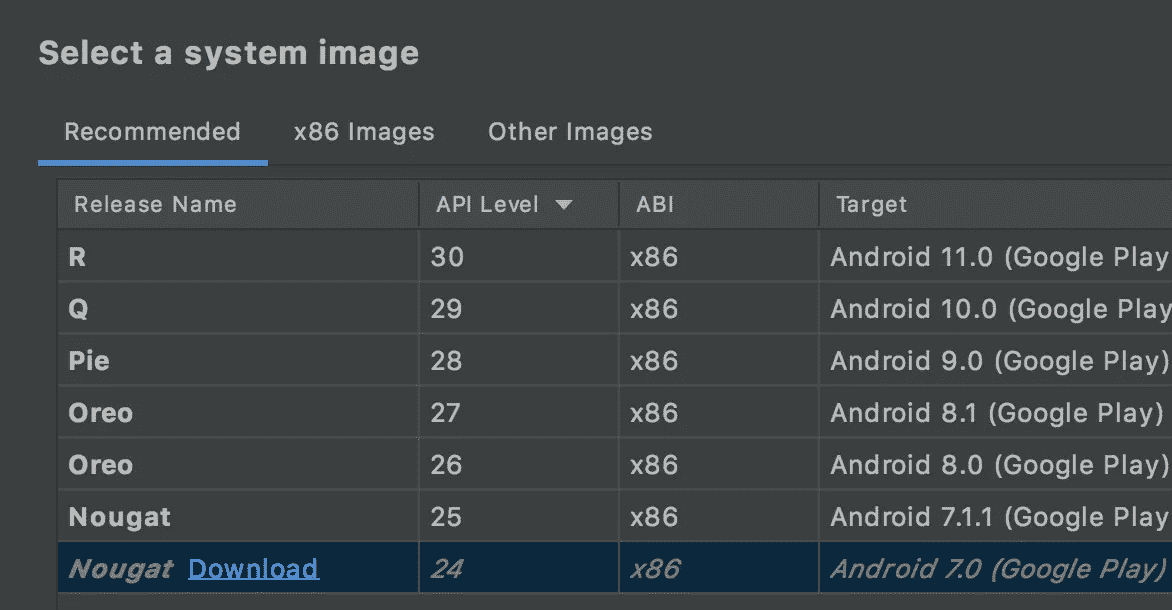 Select a system image
Recommended x86 Images Other Images
Release Name API Level ABI Target
R 30 x86 Android 11.0 (Google Play
Q 29 x86 Android 10.0 (Google Play
Pie 28 x86 Android 9.0 (Google Play)
Oreo 27 x86 Android 8.1 (Google Play)
Oreo 26 x86 Android 8.0 (Google Play)
Nougat 25 x86 Android 7.1.1 (Google Play
Nougat Download 24 x86 Android 7.0 (Google Play)